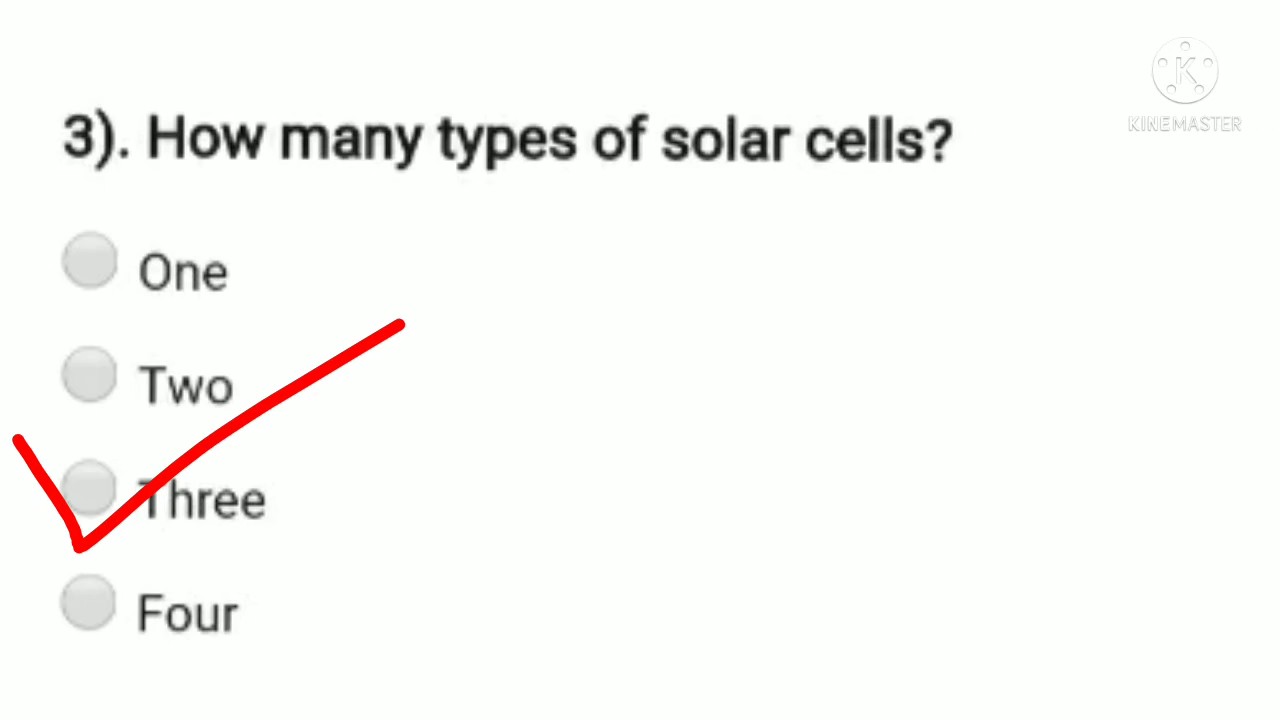 KINEMASTER
3). How many types of solar cells?
One
Two
Three
Four